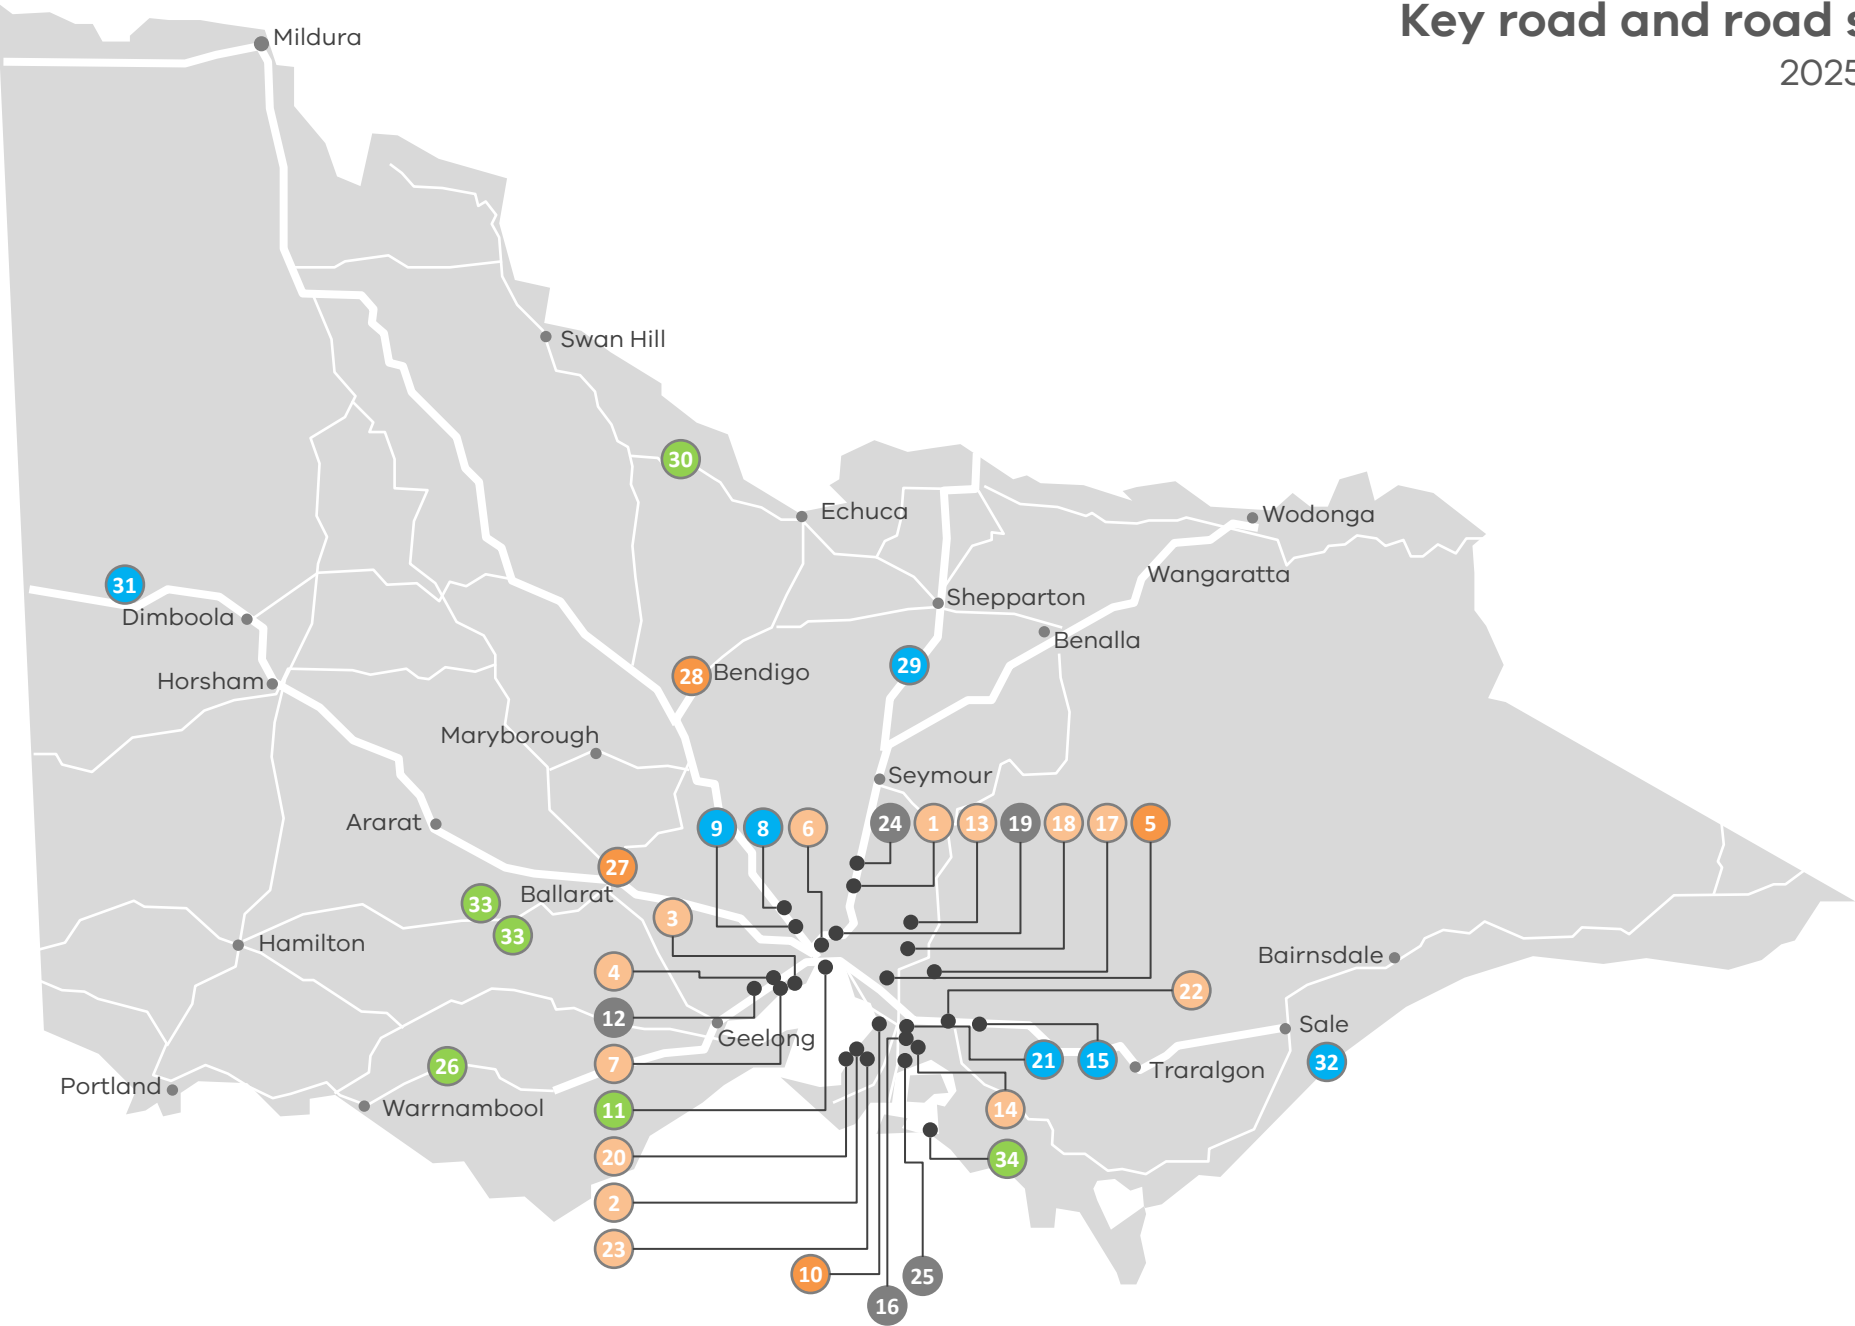 Key road and road s
2025
Mildura
Swan Hill
30
Echuca
Wodonga
Wangaratta
31
Dimboola
Shepparton
Benalla
29
Horsham
28 Bendigo
Maryborough
Seymour
Ararat
9 8 6 24 1 13 19 18 17 5
27
Ballarat
33
33
3
Hamilton
Bairnsdale
4
22
12
Geelong
Sale
7
26
21 15
Traralgon
32
Portland
Warrnambool
11
14
20
34
2
23
10
25
16